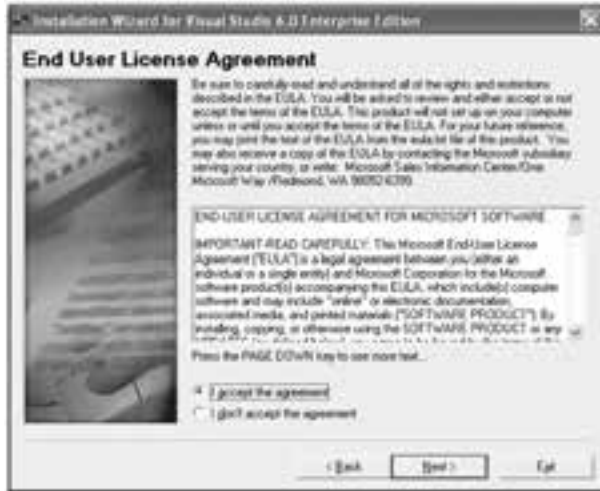 Installation Wizard for Visual Studio 6.0 Enterprise Edition
End User License Agreement
Be sure to carefully read and understand all of the rights and restrictions
described in the EULA. You will be asked to review and either accept or not
accept the terms of the EULA. This product will not set up on your computer
unless or until you accept the terms of the EULA. For your future reference,
you may print the text of the EULA from the eula.txt file of this product. You
may also receive a copy of this EULA by contacting the Microsoft subsidiary
serving your country, or write: Microsoft Sales Information Center/One
Microsoft Way /Redmond, WA 98052-6399.
END-USER LICENSE AGREEMENT FOR MICROSOFT SOFTWARE
IMPORTANT-READ CAREFULLY: This Microsoft End-User License
Agreement ("EULA") is a legal agreement between you (either an
individual or a single entity) and Microsoft Corporation for the Microsoft
software product(s) accompanying this EULA, which include(s) computer
software and may include "online" or electronic documentation,
associated media, and printed materials ("SOFTWARE PRODUCT"). By
installing, copying, or otherwise using the SOFTWARE PRODUCT or any
Press the PAGE DOWN key to see more text...
I accept the agreement
I don't accept the agreement
< Back
Next >
Exit